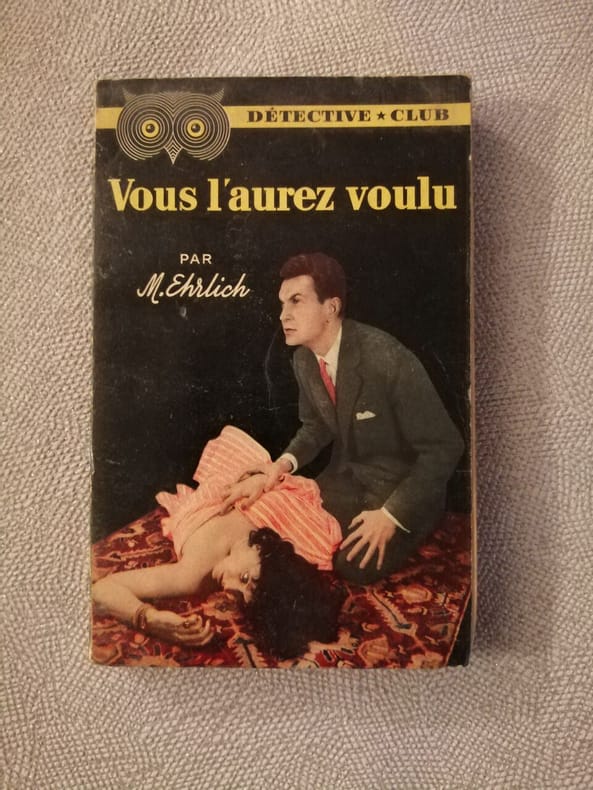 DÉTECTIVE ★ CLUB
Vous l'aurez voulu
PAR
M. Ehrlich